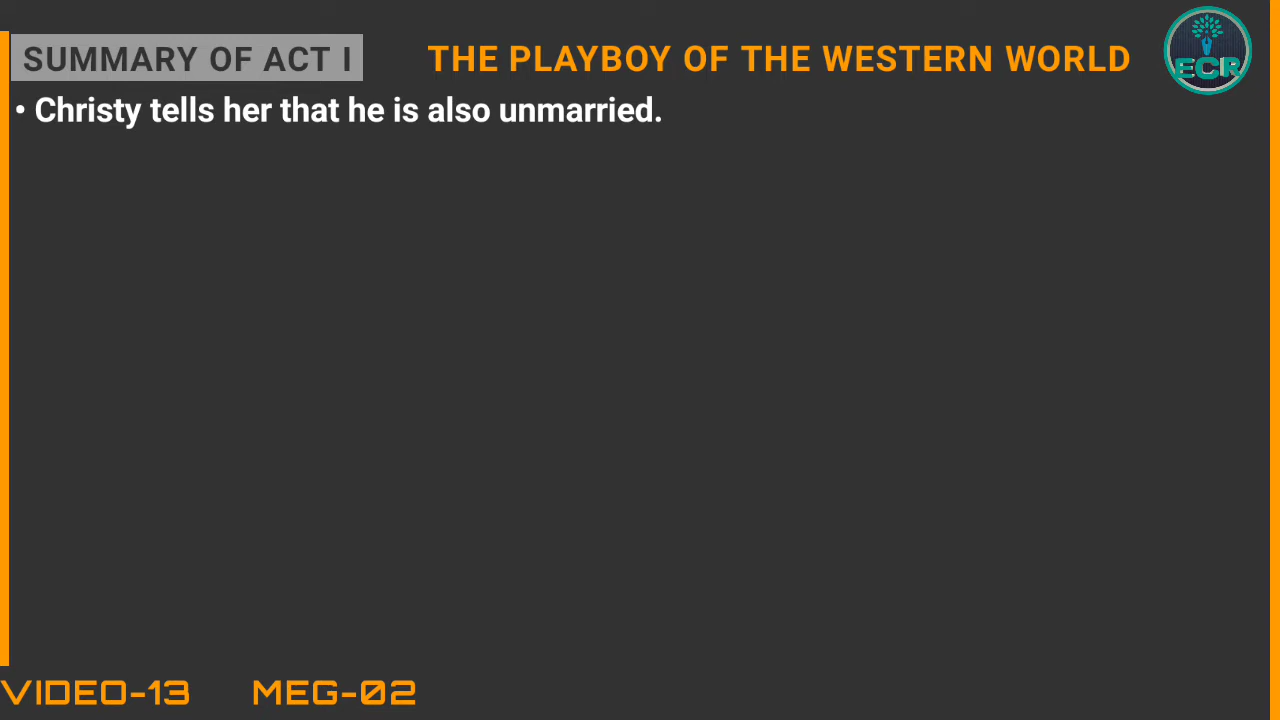 SUMMARY OF ACT I
THE PLAYBOY OF THE WESTERN WORLD
ECR
• Christy tells her that he is also unmarried.
VIDEO-13
MEG-02